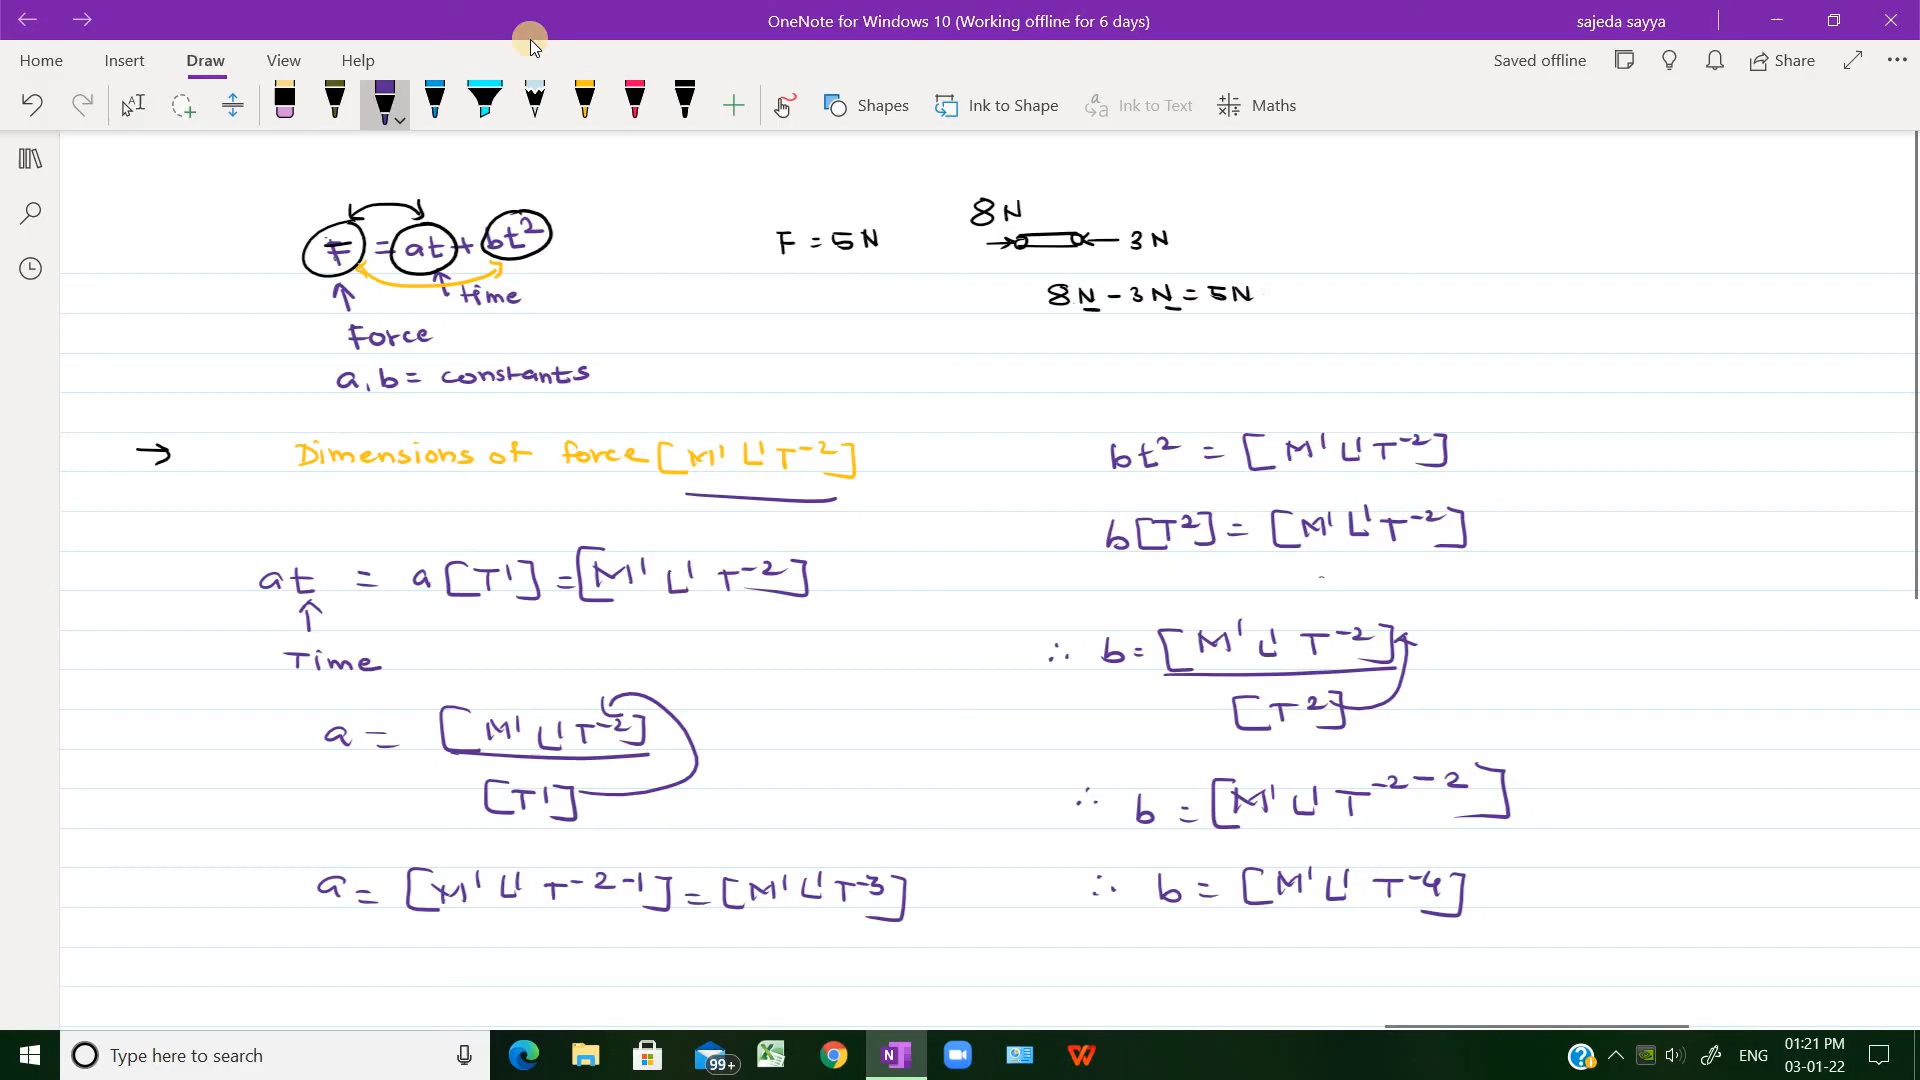 OneNote for Windows 10 (Working offline for 6 days)
sajeda sayya
Home Insert Draw View Help
Saved offline
Share
Shapes
Ink to Shape
Ink to Text
Maths
F = at + bt²
time
Force
a, b = constants
F = 5N
8N
3N
8N - 3N = 5N
→ Dimensions of force [M¹ L¹ T⁻²]
at = a[T¹] = [M¹ L¹ T⁻²]
Time
a = [M¹ L¹ T⁻²]
[T¹]
a = [M¹ L¹ T⁻²⁻¹] = [M¹ L¹ T⁻³]
bt² = [M¹ L¹ T⁻²]
b[T²] = [M¹ L¹ T⁻²]
∴ b = [M¹ L¹ T⁻²]
[T²]
∴ b = [M¹ L¹ T⁻²⁻²]
∴ b = [M¹ L¹ T⁻⁴]
Type here to search
99+
ENG
01:21 PM
03-01-22